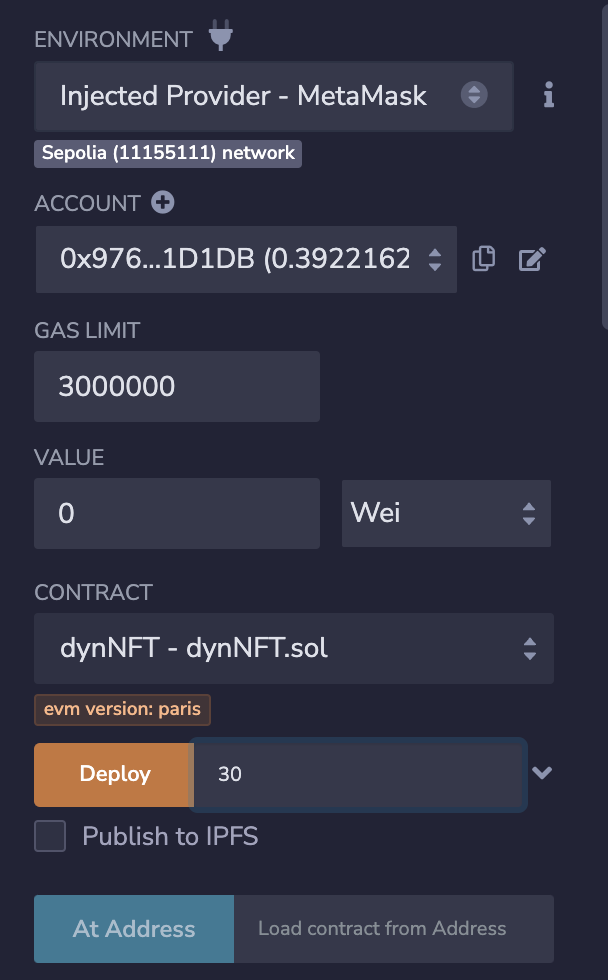 ENVIRONMENT
Injected Provider - MetaMask
Sepolia (11155111) network
ACCOUNT
0x976...1D1DB (0.3922162
GAS LIMIT
3000000
VALUE
0
Wei
CONTRACT
dynNFT - dynNFT.sol
evm version: paris
Deploy
30
Publish to IPFS
At Address
Load contract from Address